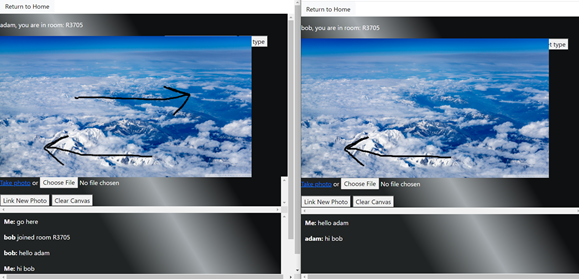 Return to Home
adam, you are in room: R3705
type
Take photo or Choose File No file chosen
Link New Photo Clear Canvas
Me: go here
bob joined room R3705
bob: hello adam
Me: hi bob
Return to Home
bob, you are in room: R3705
type
Take photo or Choose File No file chosen
Link New Photo Clear Canvas
Me: hello adam
adam: hi bob